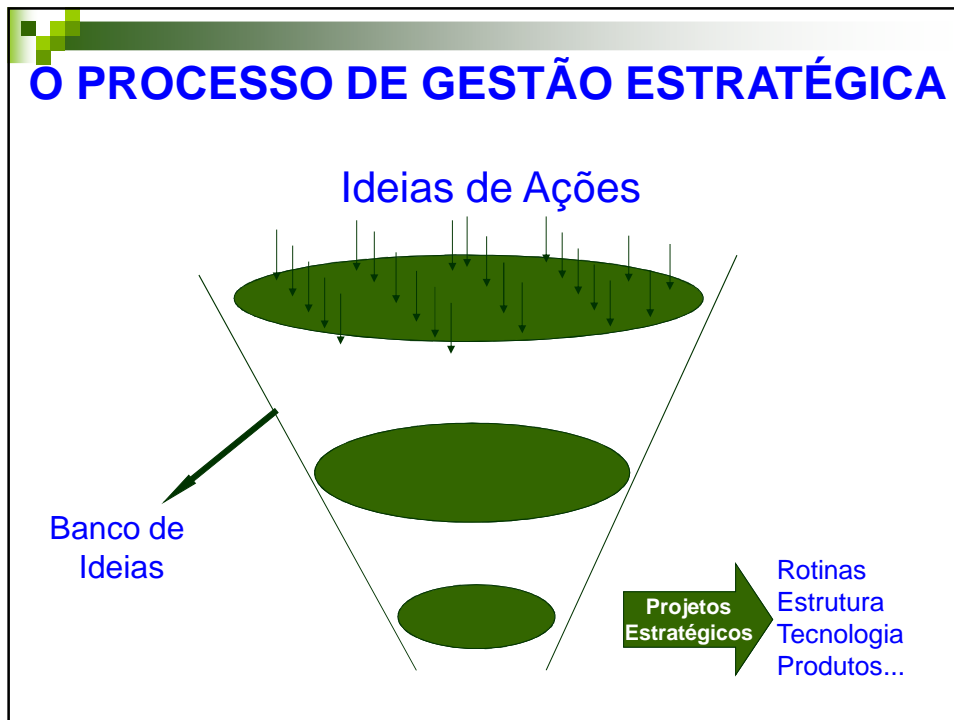 O PROCESSO DE GESTÃO ESTRATÉGICA
Ideias de Ações
Banco de
Ideias
Projetos
Estratégicos
Rotinas
Estrutura
Tecnologia
Produtos...